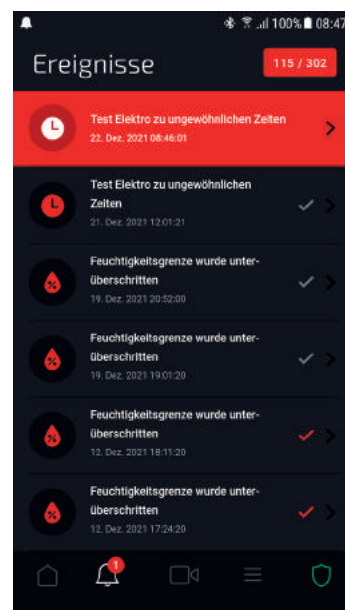 100% 08:47
Ereignisse
115 / 302
Test Elektro zu ungewöhnlichen Zeiten
22. Dez. 2021 08:46:01
Test Elektro zu ungewöhnlichen
Zeiten
21. Dez. 2021 12:01:21
Feuchtigkeitsgrenze wurde unter-
überschritten
19. Dez. 2021 20:52:00
Feuchtigkeitsgrenze wurde unter-
überschritten
19. Dez. 2021 19:01:20
Feuchtigkeitsgrenze wurde unter-
überschritten
12. Dez. 2021 18:11:20
Feuchtigkeitsgrenze wurde unter-
überschritten
12. Dez. 2021 17:24:20
1